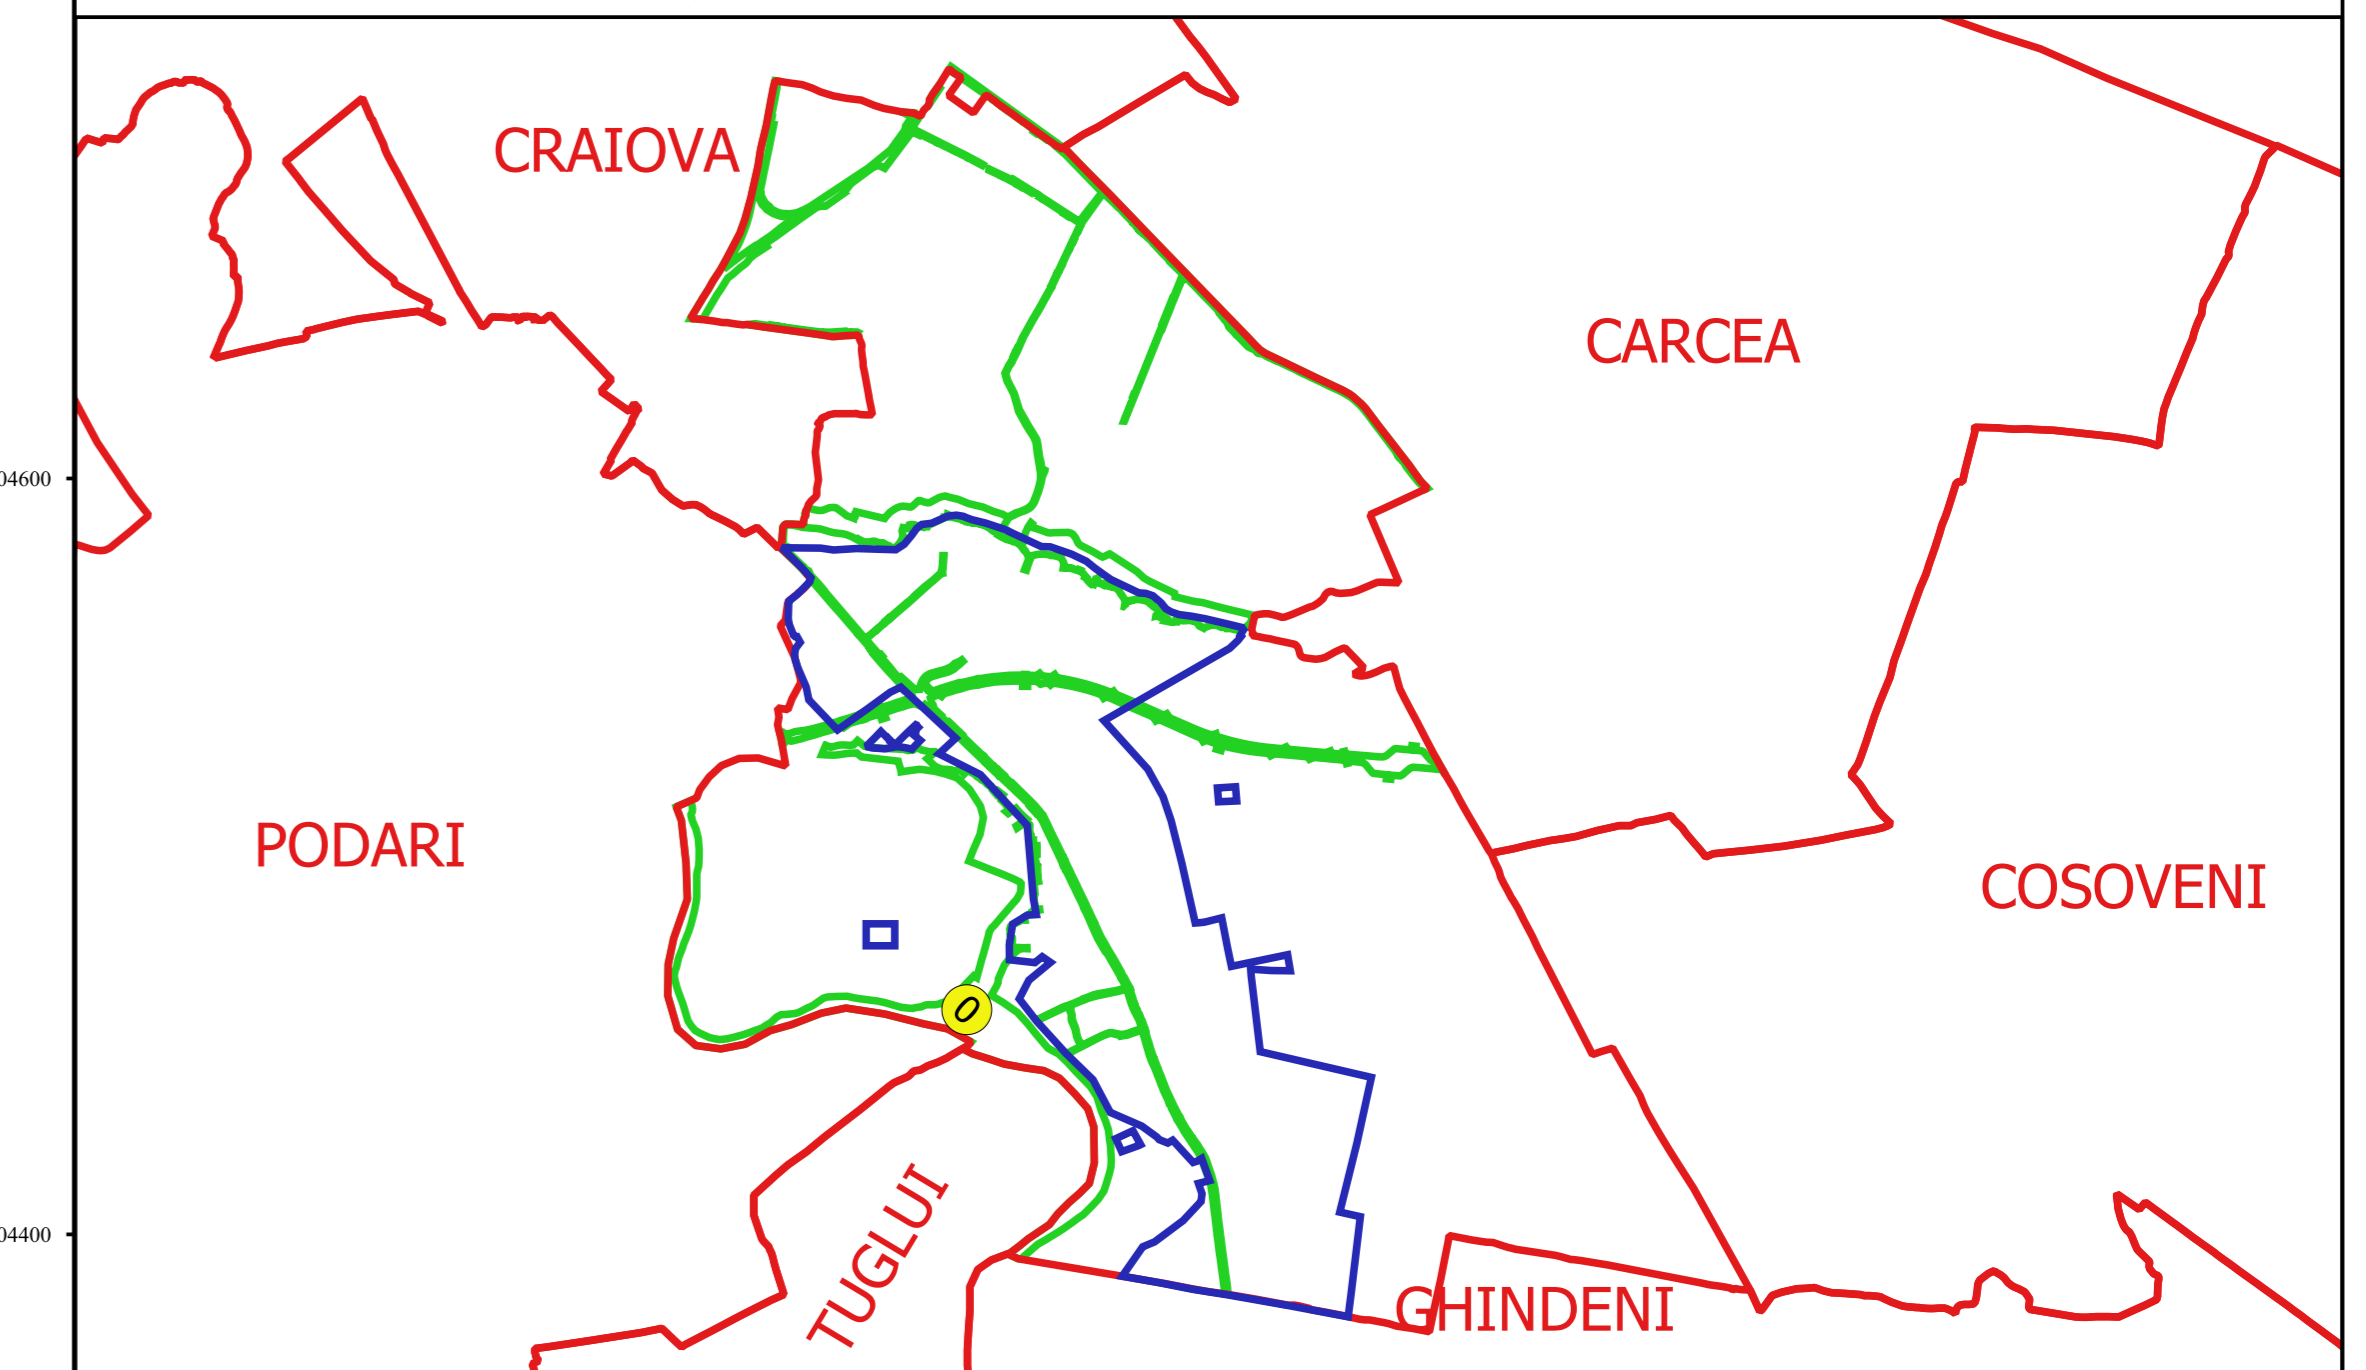 CRAIOVA
CARCEA
04600
PODARI
COSOVENI
0
TUGLUI
04400
GHINDENI